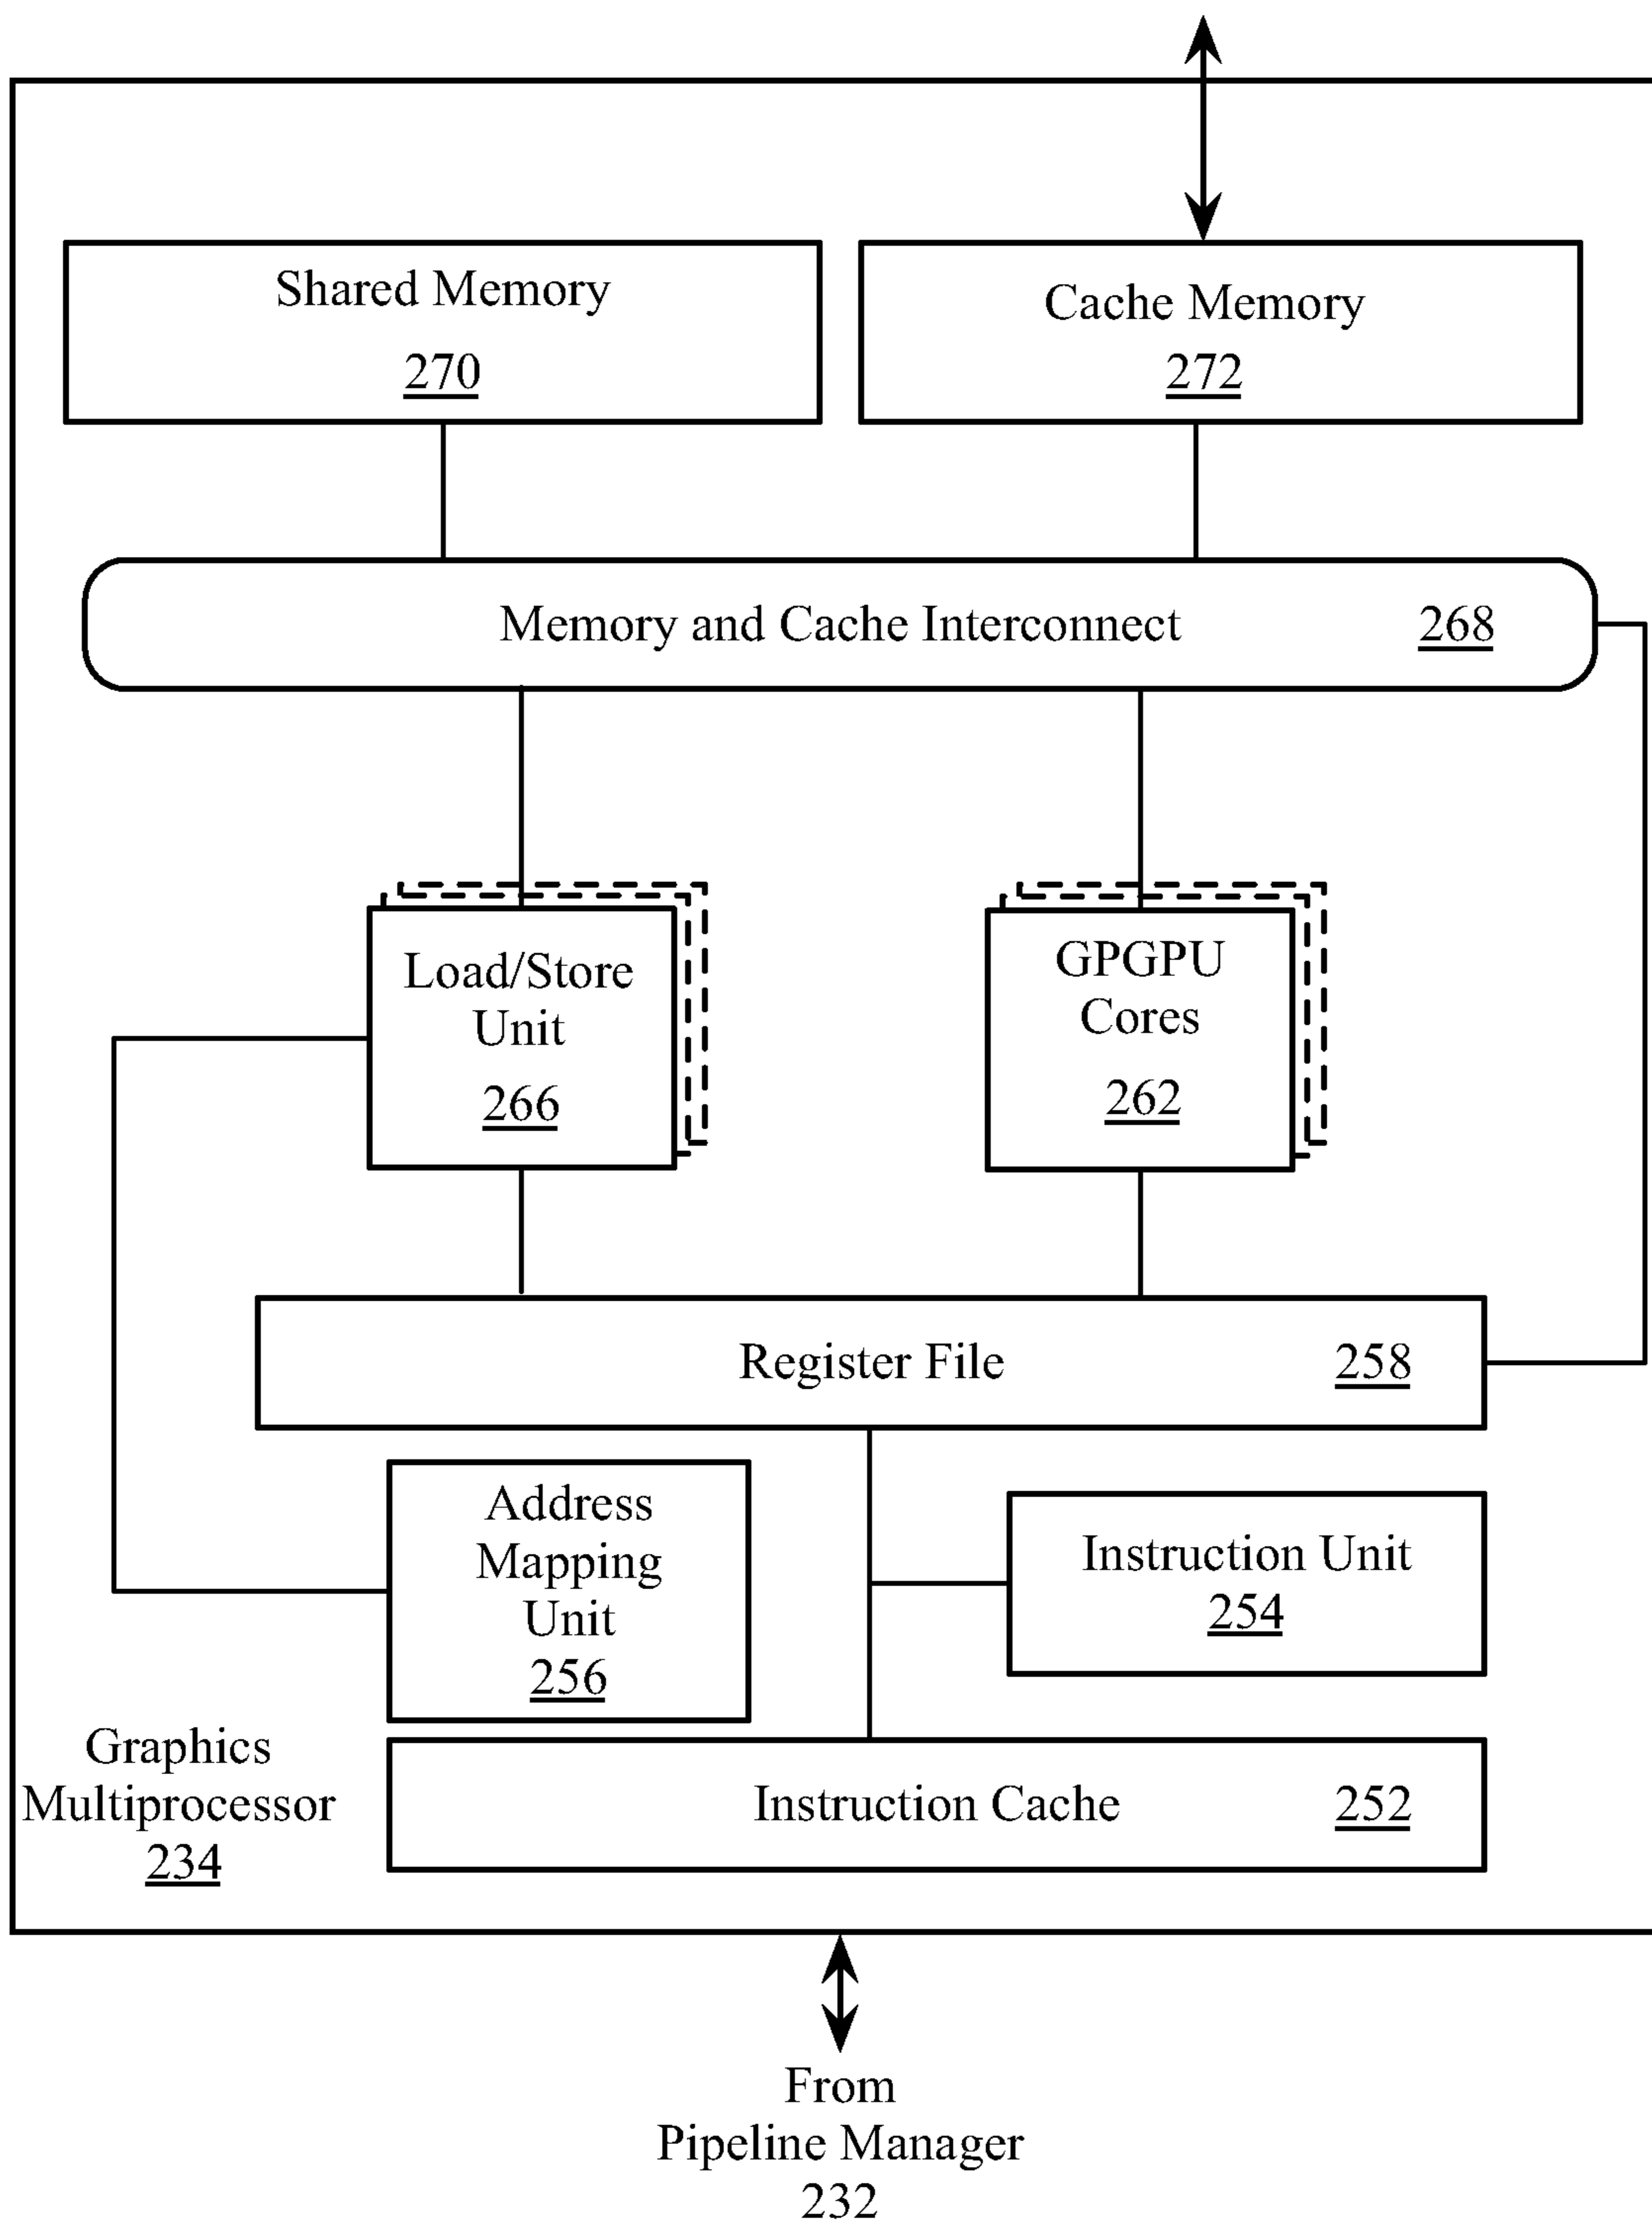 Shared Memory
270
Cache Memory
272
Memory and Cache Interconnect 268
Load/Store
Unit
266
GPGPU
Cores
262
Register File 258
Address
Mapping
Unit
256
Instruction Unit
254
Graphics
Multiprocessor
234
Instruction Cache 252
From
Pipeline Manager
232